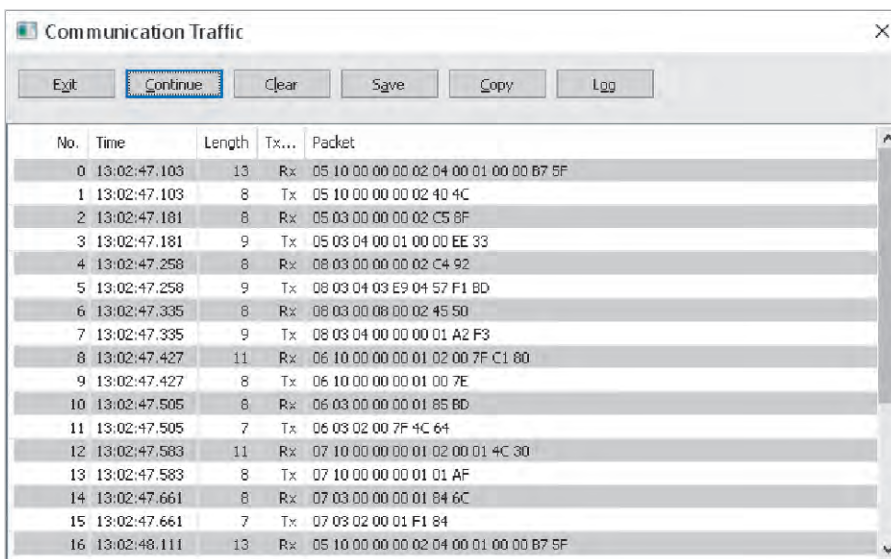 Communication Traffic
Exit Continue Clear Save Copy Log
No. Time Length Tx... Packet
0 13:02:47.103 13 Rx 05 10 00 00 00 02 04 00 01 00 00 B7 5F
1 13:02:47.103 8 Tx 05 10 00 00 00 02 40 4C
2 13:02:47.181 8 Rx 05 03 00 00 00 02 C5 8F
3 13:02:47.181 9 Tx 05 03 04 00 01 00 00 EE 33
4 13:02:47.258 8 Rx 08 03 00 00 00 02 C4 92
5 13:02:47.258 9 Tx 08 03 04 03 E9 04 57 F1 BD
6 13:02:47.335 8 Rx 08 03 00 08 00 02 45 50
7 13:02:47.335 9 Tx 08 03 04 00 00 00 01 A2 F3
8 13:02:47.427 11 Rx 06 10 00 00 00 01 02 00 7F C1 80
9 13:02:47.427 8 Tx 06 10 00 00 00 01 00 7E
10 13:02:47.505 8 Rx 06 03 00 00 00 01 85 BD
11 13:02:47.505 7 Tx 06 03 02 00 7F 4C 64
12 13:02:47.583 11 Rx 07 10 00 00 00 01 02 00 01 4C 30
13 13:02:47.583 8 Tx 07 10 00 00 00 01 01 AF
14 13:02:47.661 8 Rx 07 03 00 00 00 01 84 6C
15 13:02:47.661 7 Tx 07 03 02 00 01 F1 84
16 13:02:48.111 13 Rx 05 10 00 00 00 02 04 00 01 00 00 B7 5F